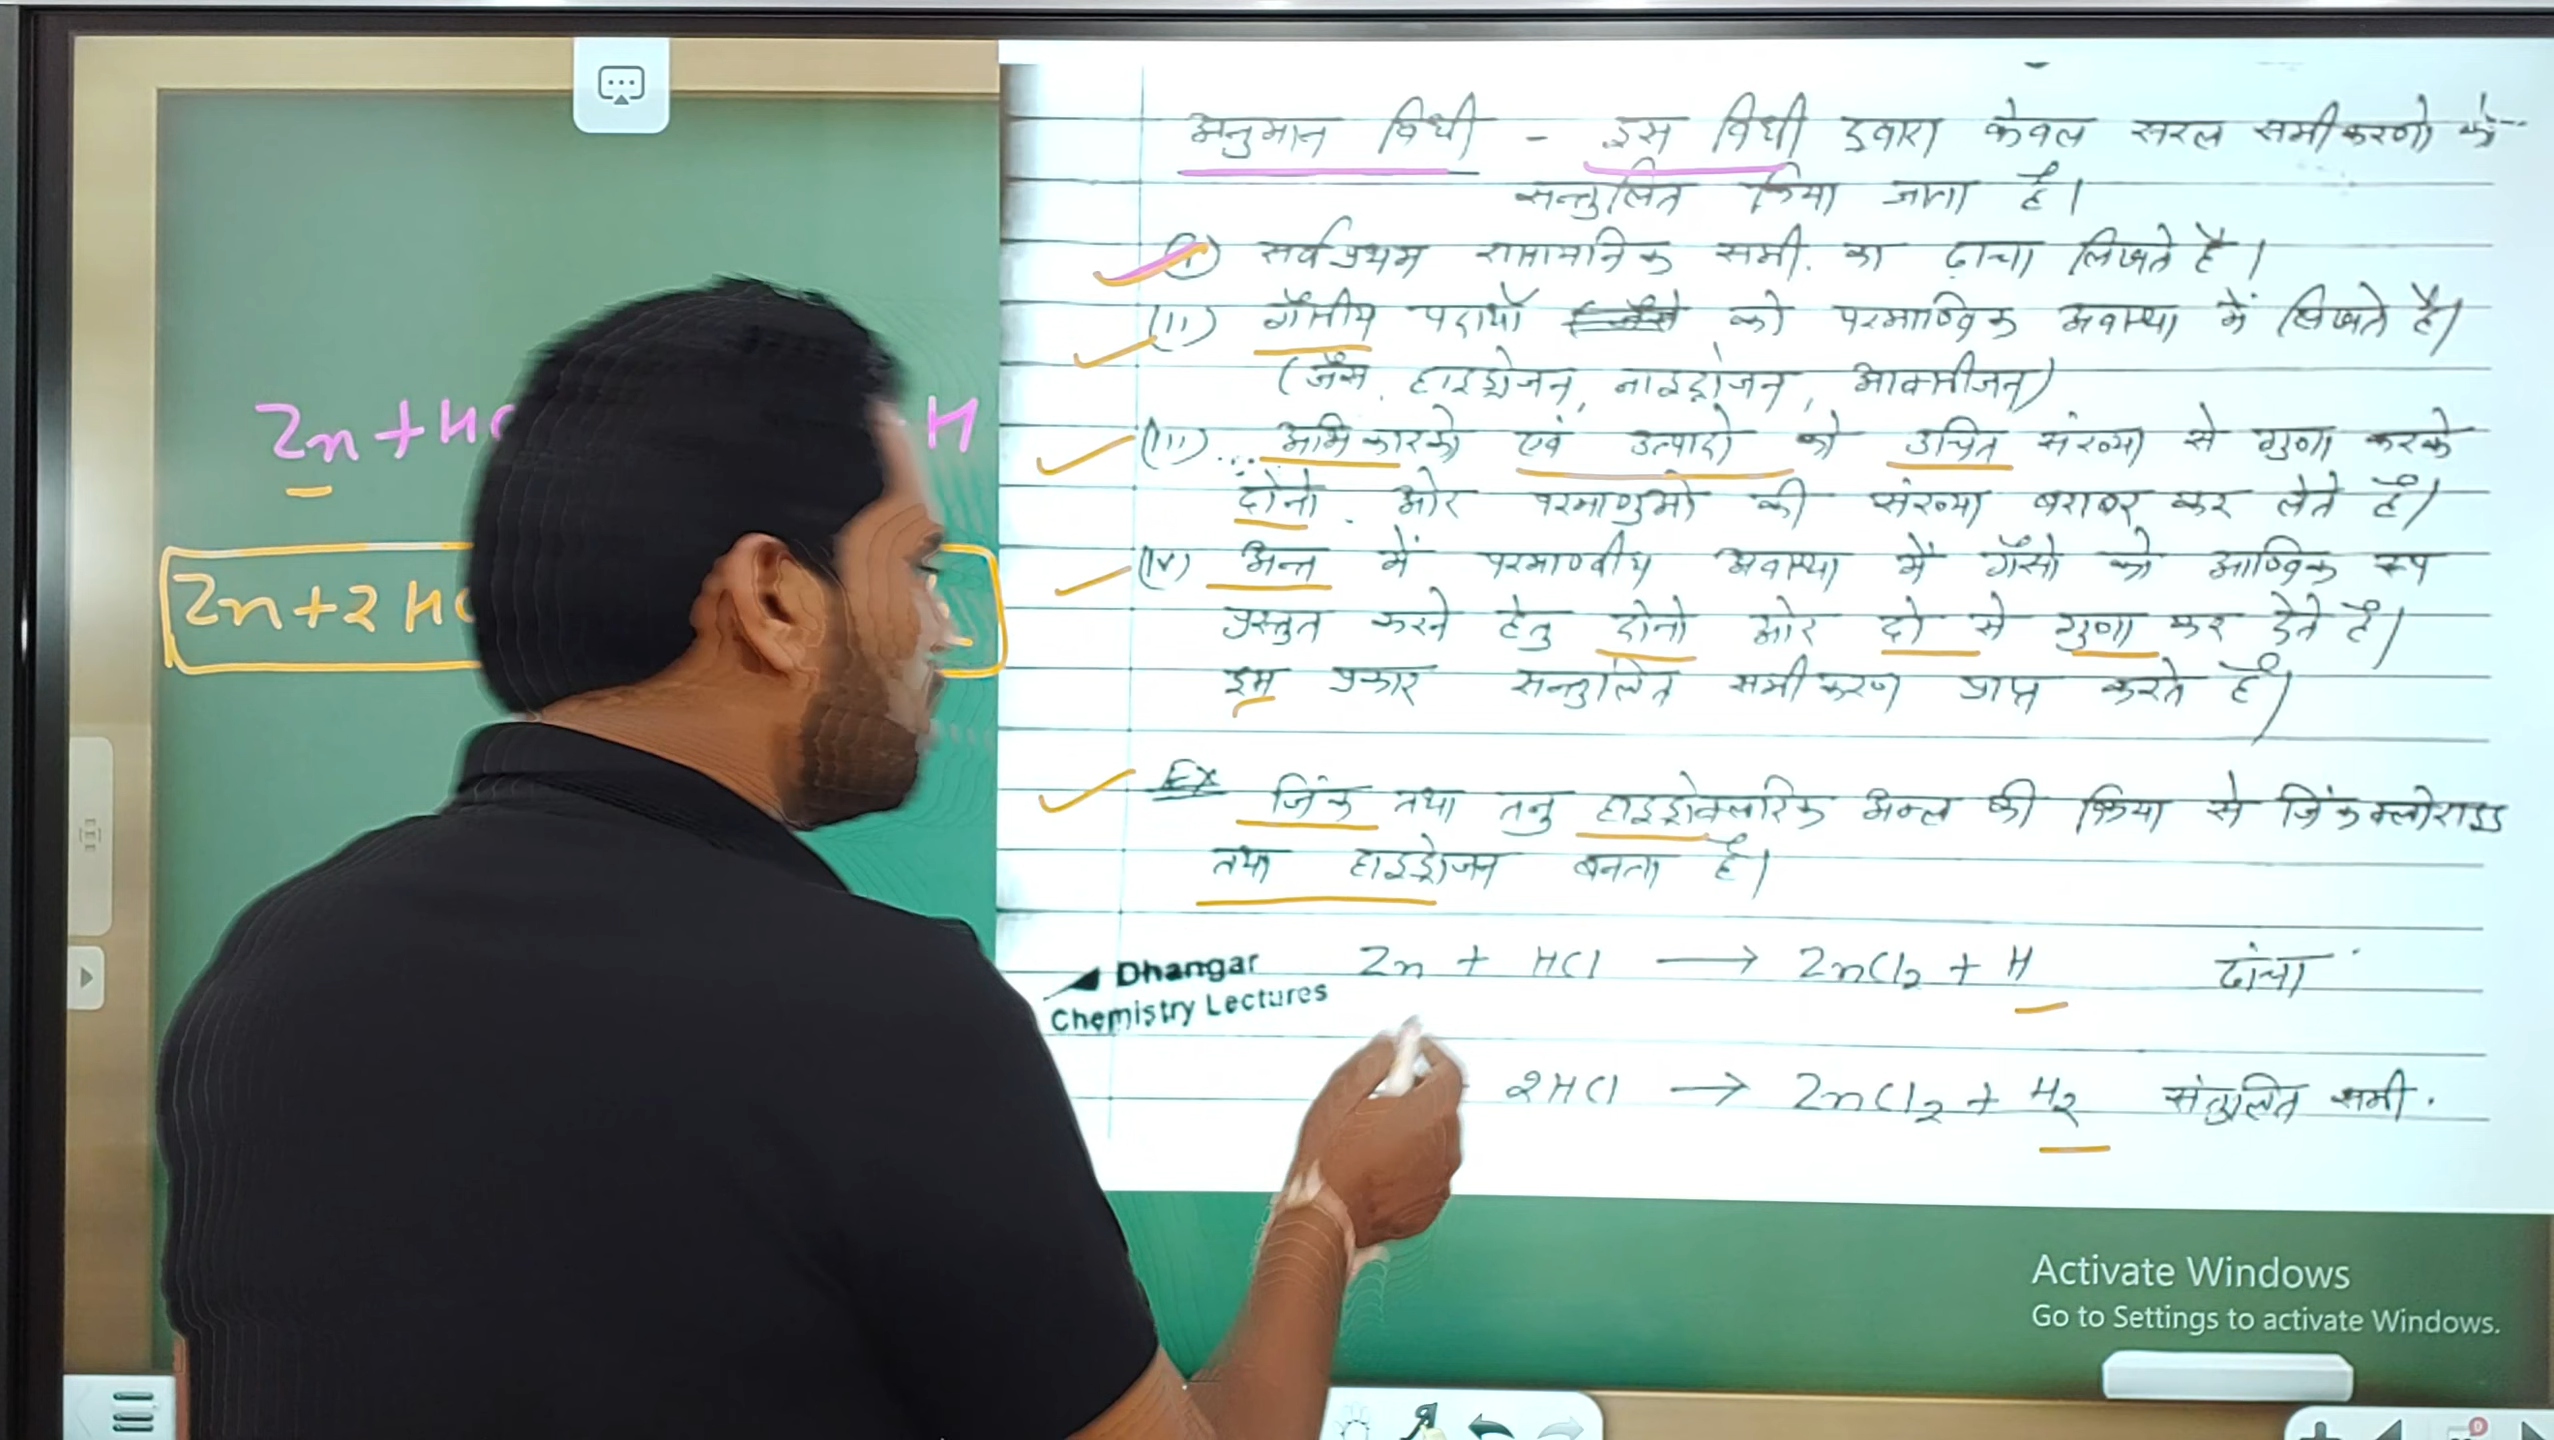 अनुमान विधी - इस विधी द्वारा केवल सरल समीकरणो को
सन्तुलित किया जाता है।
(I) सर्वप्रथम रासायनिक समी. का ढ़ाचा लिखते है।
(II) गैसीय पदार्थो को परमाण्विक अवस्था में लिखते है।
(जैसे, हाइड्रोजन, नाइट्रोजन, आक्सीजन)
(III) अभिकारको एवं उत्पादो को उचित संख्या से गुणा करके
दोनो ओर परमाणुओ की संख्या बराबर कर लेते है।
(IV) अन्त में परमाण्वीय अवस्था में गैसो को आण्विक रूप
प्रस्तुत करने हेतु दोनो ओर दो से गुणा कर देते है।
इस प्रकार सन्तुलित समीकरण प्राप्त करते है।
Ex जिंक तथा तनु हाइड्रोक्लोरिक अम्ल की क्रिया से जिंकक्लोराइड
तथा हाइड्रोजन बनता है।
Zn + HCl → ZnCl₂ + H ढांचा
2HCl → ZnCl₂ + H₂ संतुलित समी.
Zn + H
H
Zn + 2 H
Dhangar
Chemistry Lectures
Activate Windows
Go to Settings to activate Windows.